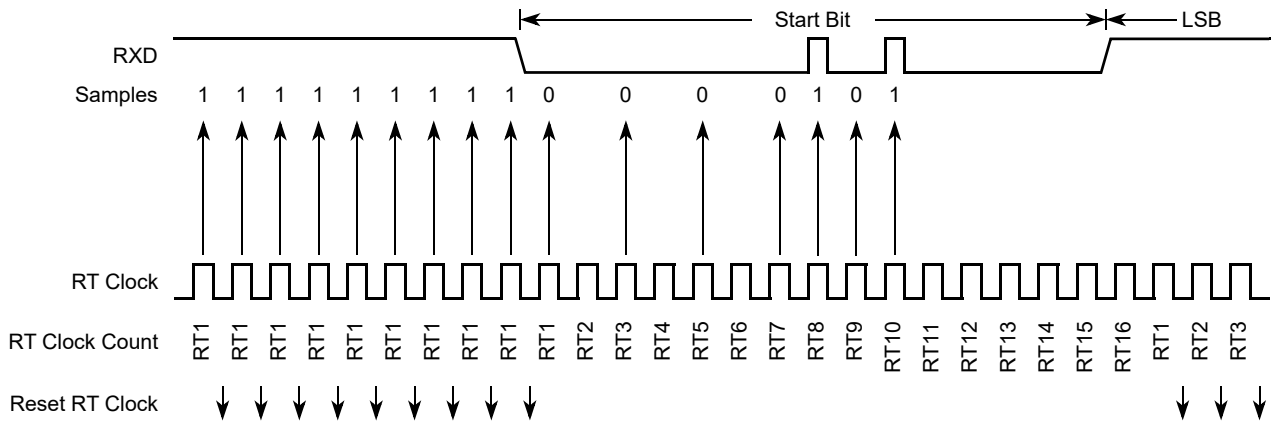 Start Bit LSB
RXD
Samples 1 1 1 1 1 1 1 1 1 0 0 0 0 1 0 1
RT Clock
RT Clock Count RT1 RT1 RT1 RT1 RT1 RT1 RT1 RT1 RT1 RT1 RT2 RT3 RT4 RT5 RT6 RT7 RT8 RT9 RT10 RT11 RT12 RT13 RT14 RT15 RT16 RT1 RT2 RT3
Reset RT Clock